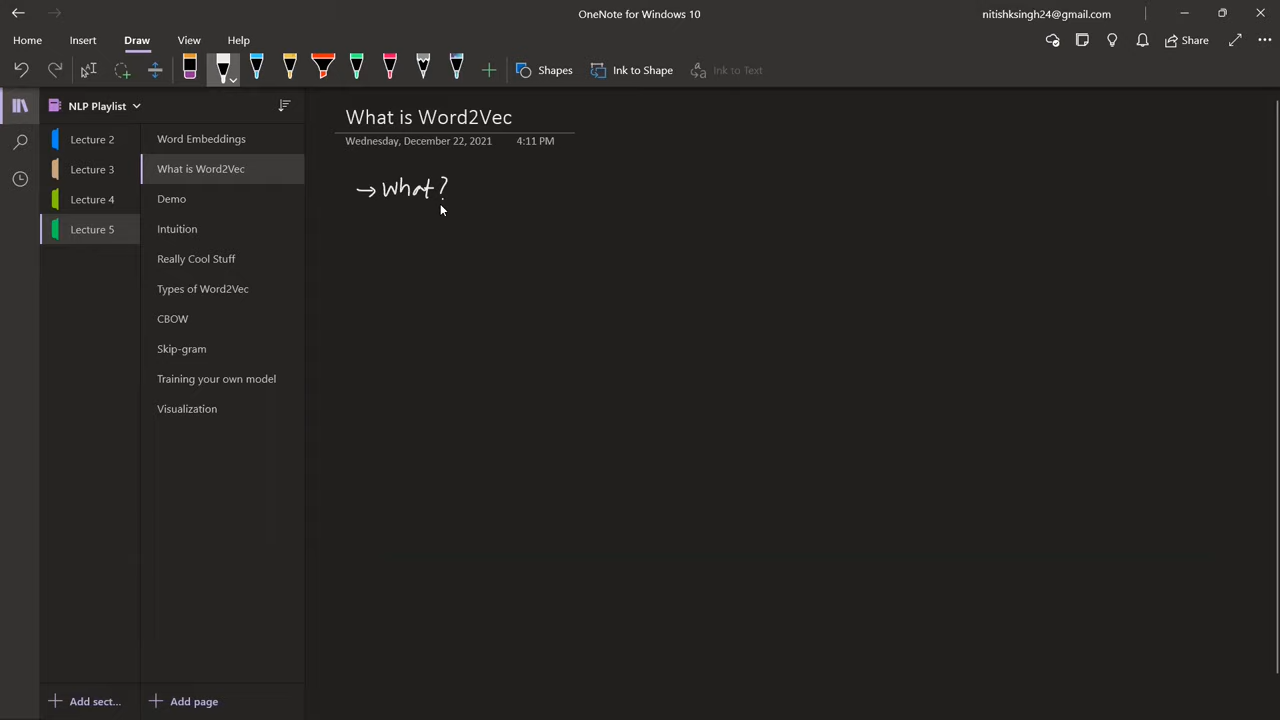 OneNote for Windows 10
nitishksingh24@gmail.com
Home Insert Draw View Help
Share
Shapes Ink to Shape Ink to Text
NLP Playlist
Lecture 2
Lecture 3
Lecture 4
Lecture 5
Add sect...
Word Embeddings
What is Word2Vec
Demo
Intuition
Really Cool Stuff
Types of Word2Vec
CBOW
Skip-gram
Training your own model
Visualization
Add page
What is Word2Vec
Wednesday, December 22, 2021 4:11 PM
→ What?